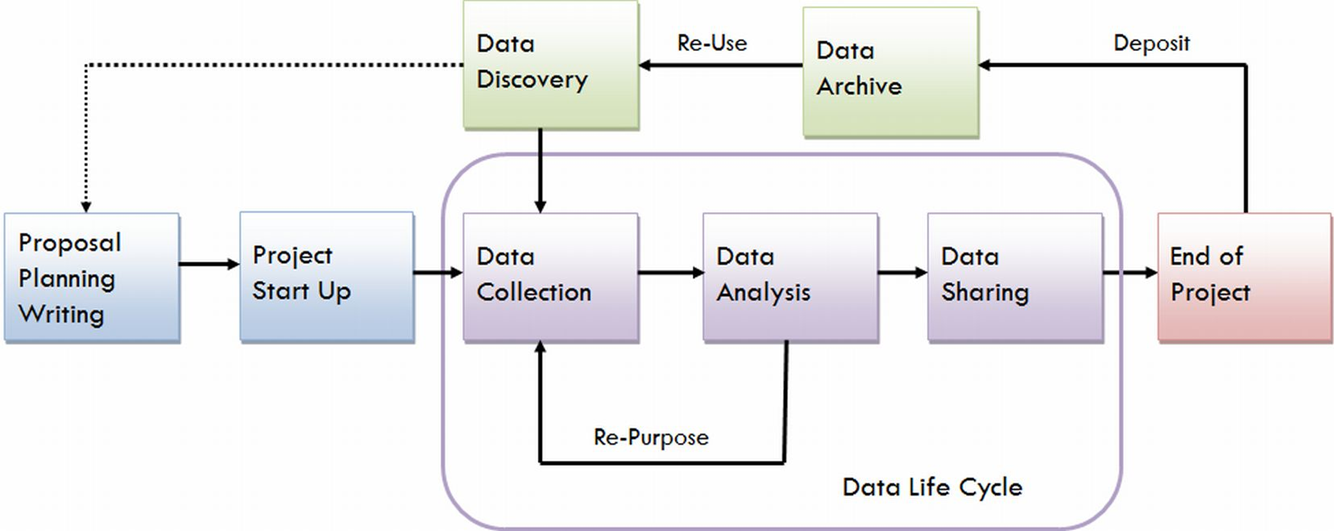 Data
Discovery
Re-Use
Data
Archive
Deposit
Proposal
Planning
Writing
Project
Start Up
Data
Collection
Data
Analysis
Data
Sharing
End of
Project
Re-Purpose
Data Life Cycle